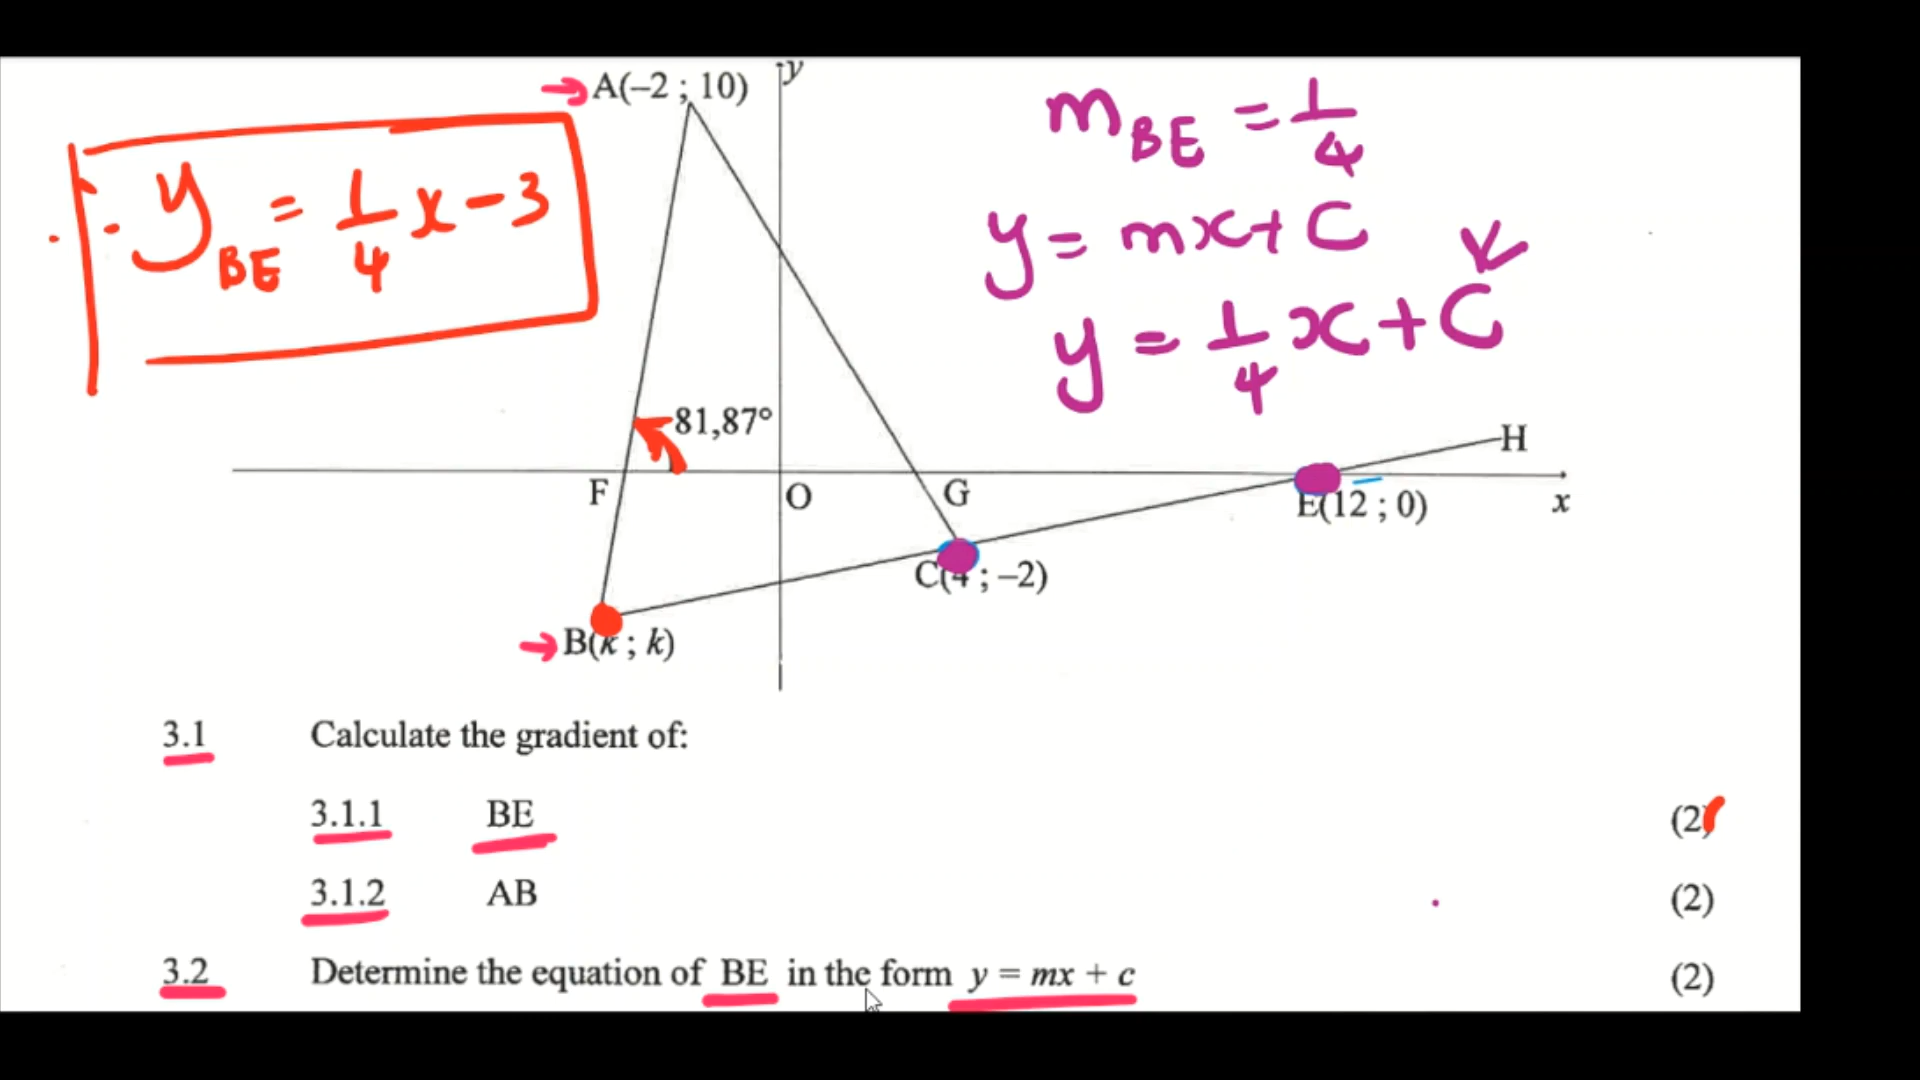 A(–2 ; 10)
y
m BE = 1/4
y BE = 1/4 x – 3
y = mx + C
y = 1/4 x + C
81,87°
H
F
O
G
E(12 ; 0)
x
C(4 ; –2)
B(k ; k)
3.1 Calculate the gradient of:
3.1.1 BE (2)
3.1.2 AB (2)
3.2 Determine the equation of BE in the form y = mx + c (2)